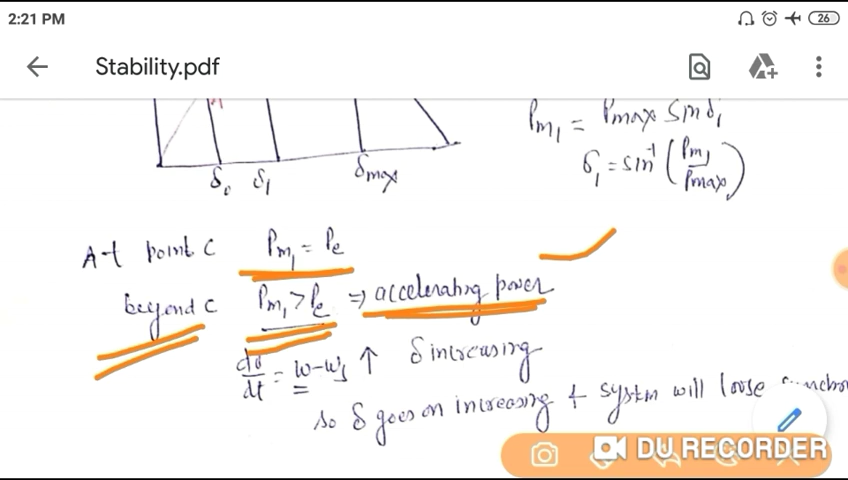 2:21 PM
26
Stability.pdf
Pm1 = Pmax Sin δ1
δ1 = sin⁻¹ (Pm1/Pmax)
δ0 δ1 δmax
At point C Pm1 = Pe
beyond C Pm1 > Pe ⇒ accelerating power
dδ/dt = ω-ωs ↑ δ increasing
so δ goes on increasing & system will loose
DU RECORDER